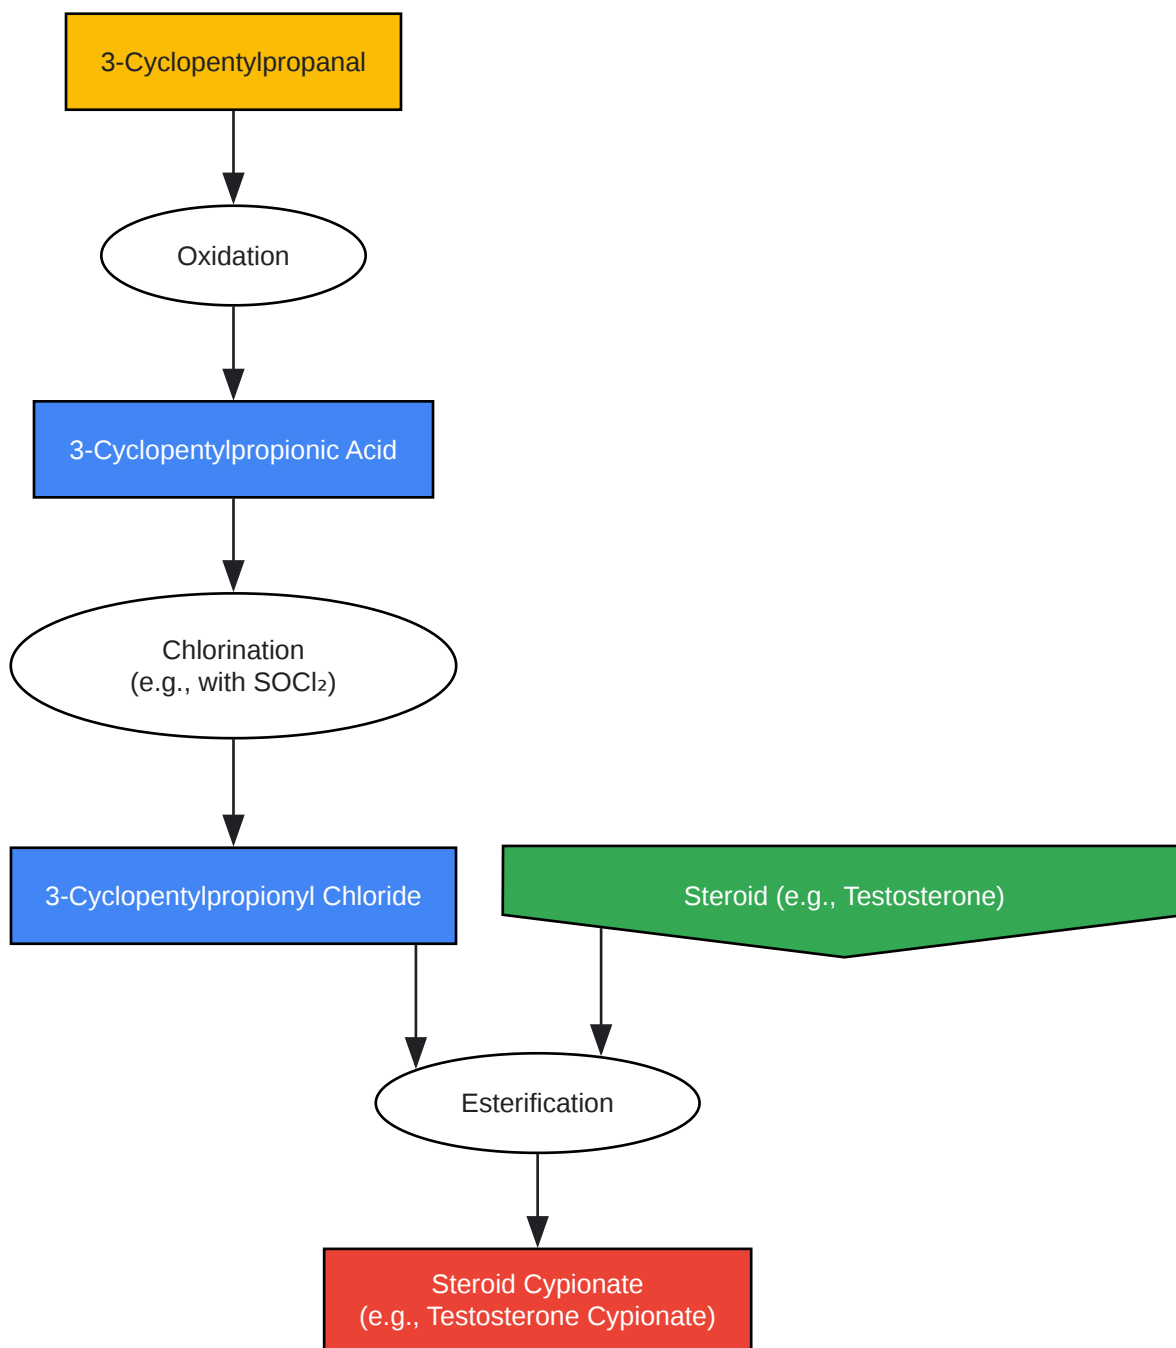 3-Cyclopentylpropanal
Oxidation
3-Cyclopentylpropionic Acid
Chlorination
(e.g., with SOCl₂)
3-Cyclopentylpropionyl Chloride
Steroid (e.g., Testosterone)
Esterification
Steroid Cypionate
(e.g., Testosterone Cypionate)